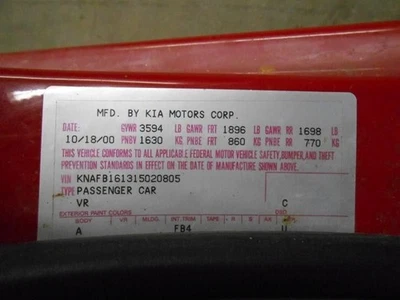 MFD. BY KIA MOTORS CORP.
DATE: GVWR 3594 LB GAWR FRT 1896 LB GAWR RR 1698 LB
10/18/00 PNBV 1630 KG PNBE FRT 860 KG PNBE RR 770 KG
THIS VEHICLE CONFORMS TO ALL APPLICABLE FEDERAL MOTOR VEHICLE SAFETY, BUMPER, AND THEFT
PREVENTION STANDARDS IN EFFECT ON THE DATE OF MANUFACTURE SHOWN ABOVE.
VIN KNAFB161315020805
TYPE PASSENGER CAR
VR C
EXTERIOR PAINT COLORS DSO
BODY VR MLDG. INT. TRIM TAPE R S AX
A FB4 U